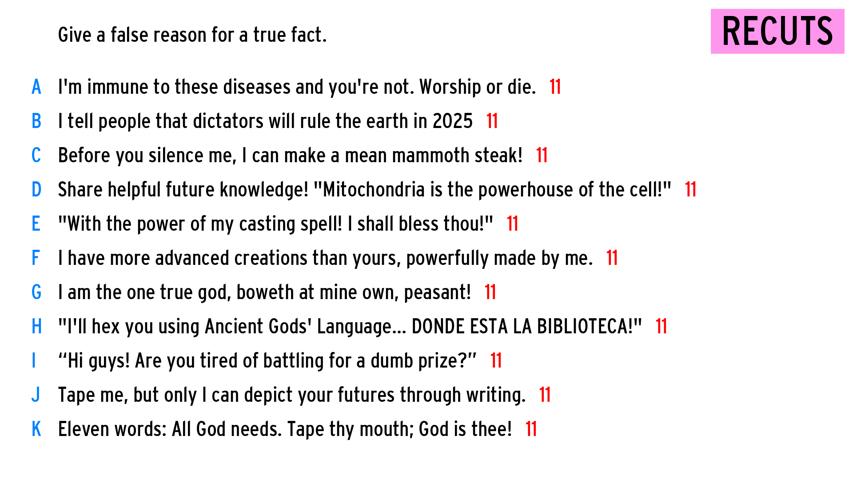 RECUTS
Give a false reason for a true fact.
A I'm immune to these diseases and you're not. Worship or die. 11
B I tell people that dictators will rule the earth in 2025 11
C Before you silence me, I can make a mean mammoth steak! 11
D Share helpful future knowledge! "Mitochondria is the powerhouse of the cell!" 11
E "With the power of my casting spell! I shall bless thou!" 11
F I have more advanced creations than yours, powerfully made by me. 11
G I am the one true god, boweth at mine own, peasant! 11
H "I'll hex you using Ancient Gods' Language... DONDE ESTA LA BIBLIOTECA!" 11
I “Hi guys! Are you tired of battling for a dumb prize?” 11
J Tape me, but only I can depict your futures through writing. 11
K Eleven words: All God needs. Tape thy mouth; God is thee! 11